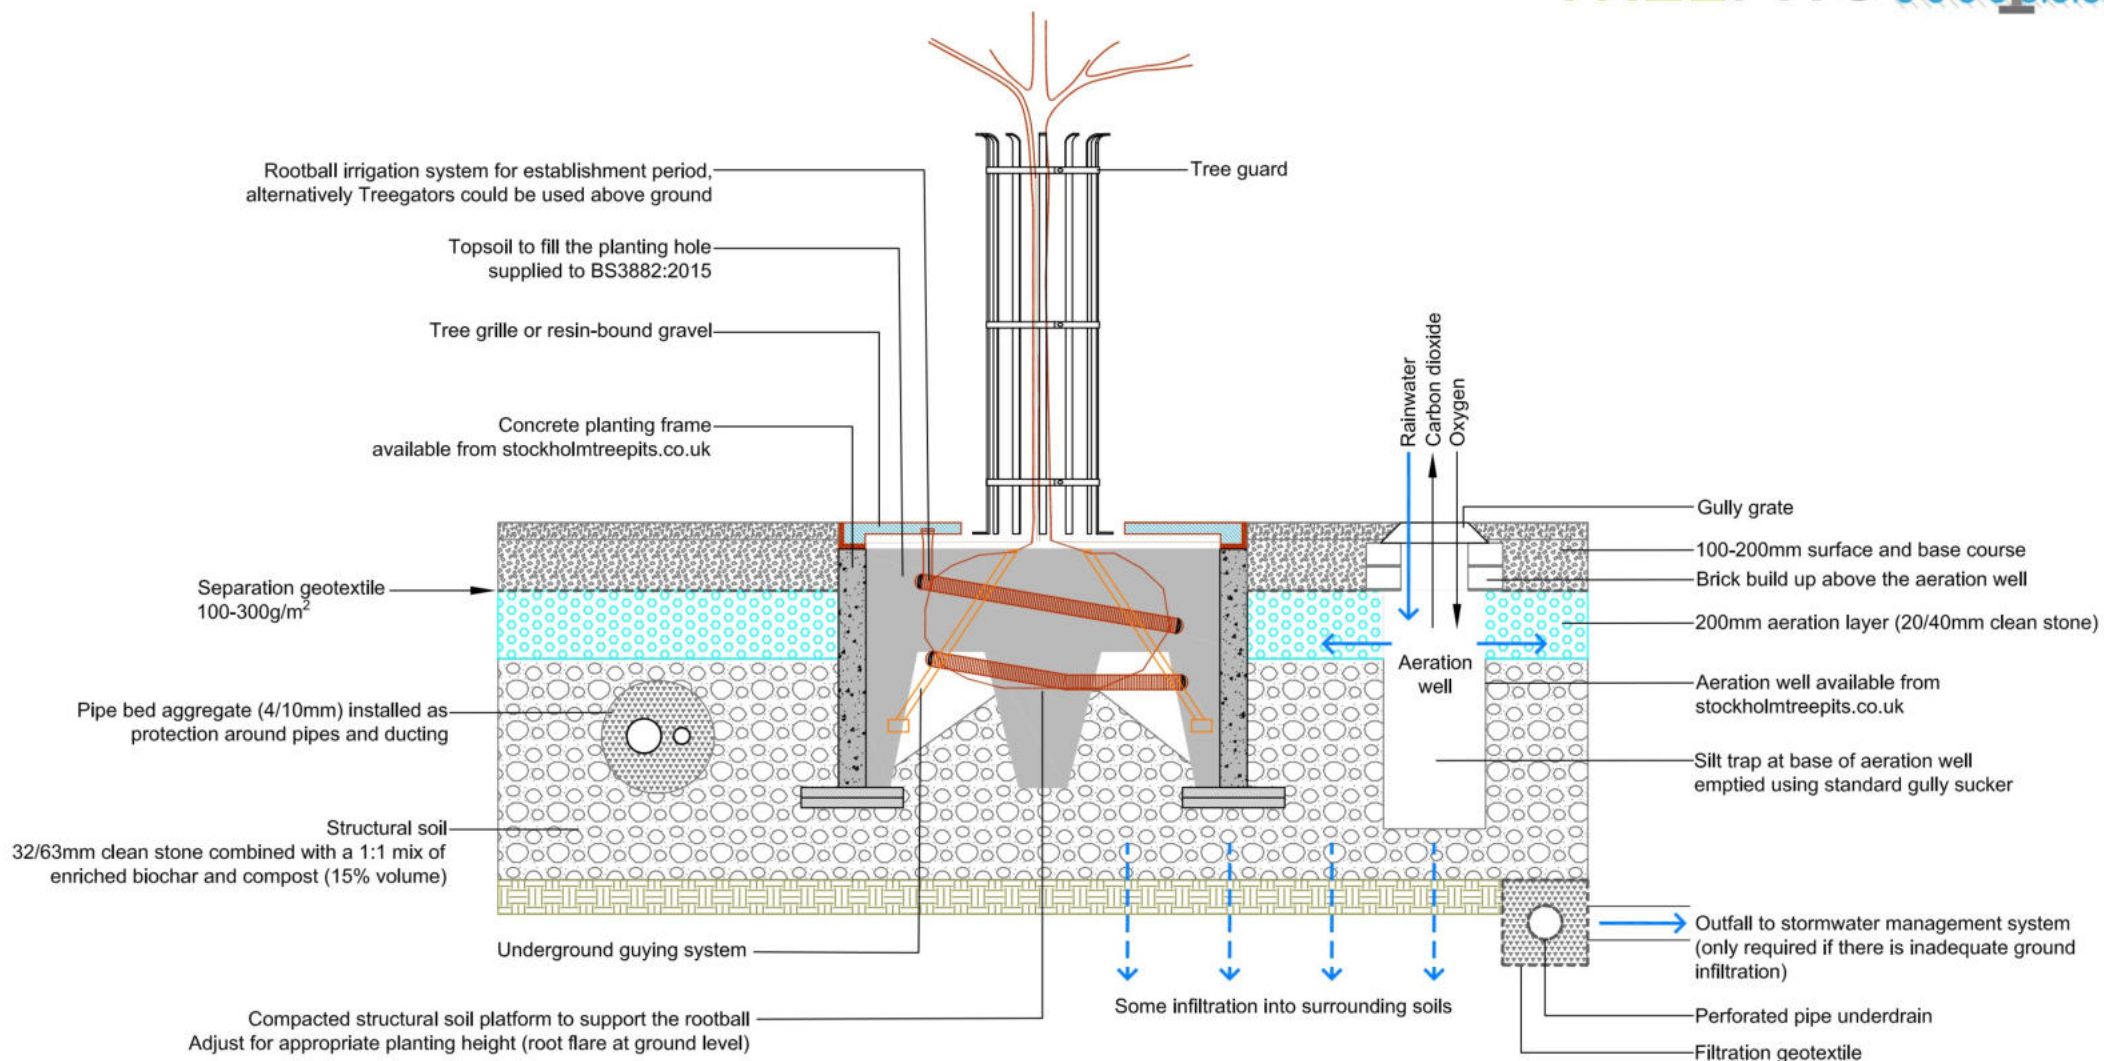 Rootball irrigation system for establishment period,
alternatively Treegators could be used above ground
Topsoil to fill the planting hole
supplied to BS3882:2015
Tree grille or resin-bound gravel
Concrete planting frame
available from stockholmtreepits.co.uk
Separation geotextile
100-300g/m²
Pipe bed aggregate (4/10mm) installed as
protection around pipes and ducting
Structural soil
32/63mm clean stone combined with a 1:1 mix of
enriched biochar and compost (15% volume)
Underground guying system
Compacted structural soil platform to support the rootball
Adjust for appropriate planting height (root flare at ground level)
Tree guard
Rainwater
Carbon dioxide
Oxygen
Gully grate
100-200mm surface and base course
Brick build up above the aeration well
200mm aeration layer (20/40mm clean stone)
Aeration
well
Aeration well available from
stockholmtreepits.co.uk
Silt trap at base of aeration well
emptied using standard gully sucker
Outfall to stormwater management system
(only required if there is inadequate ground
infiltration)
Some infiltration into surrounding soils
Perforated pipe underdrain
Filtration geotextile